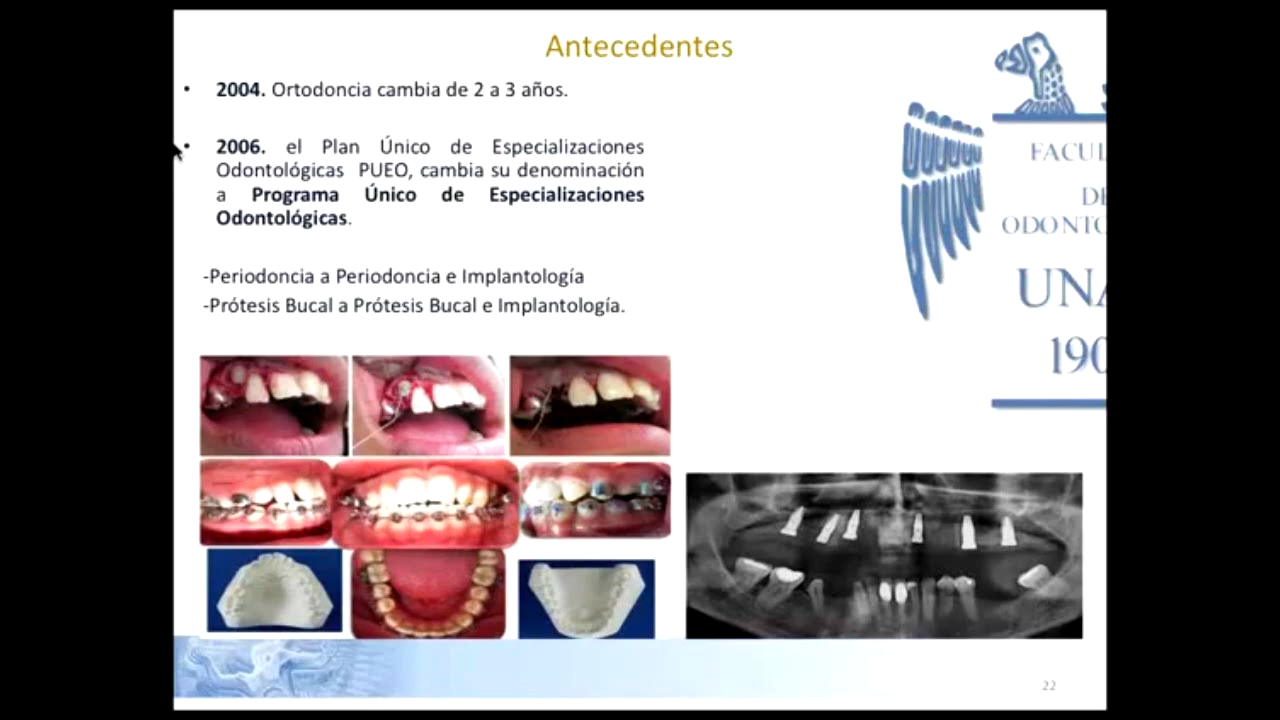 Antecedentes
• 2004. Ortodoncia cambia de 2 a 3 años.
• 2006. el Plan Único de Especializaciones
Odontológicas PUEO, cambia su denominación
a Programa Único de Especializaciones
Odontológicas.
-Periodoncia a Periodoncia e Implantología
-Prótesis Bucal a Prótesis Bucal e Implantología.
FACUL
DE
ODONTO
UNA
190
22